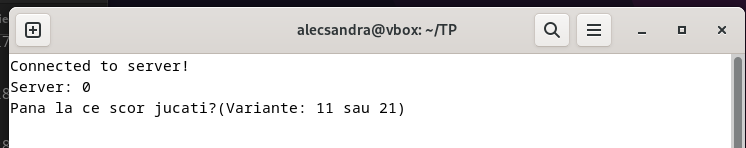 alecsandra@vbox: ~/TP
Connected to server!
Server: 0
Pana la ce scor jucati?(Variante: 11 sau 21)